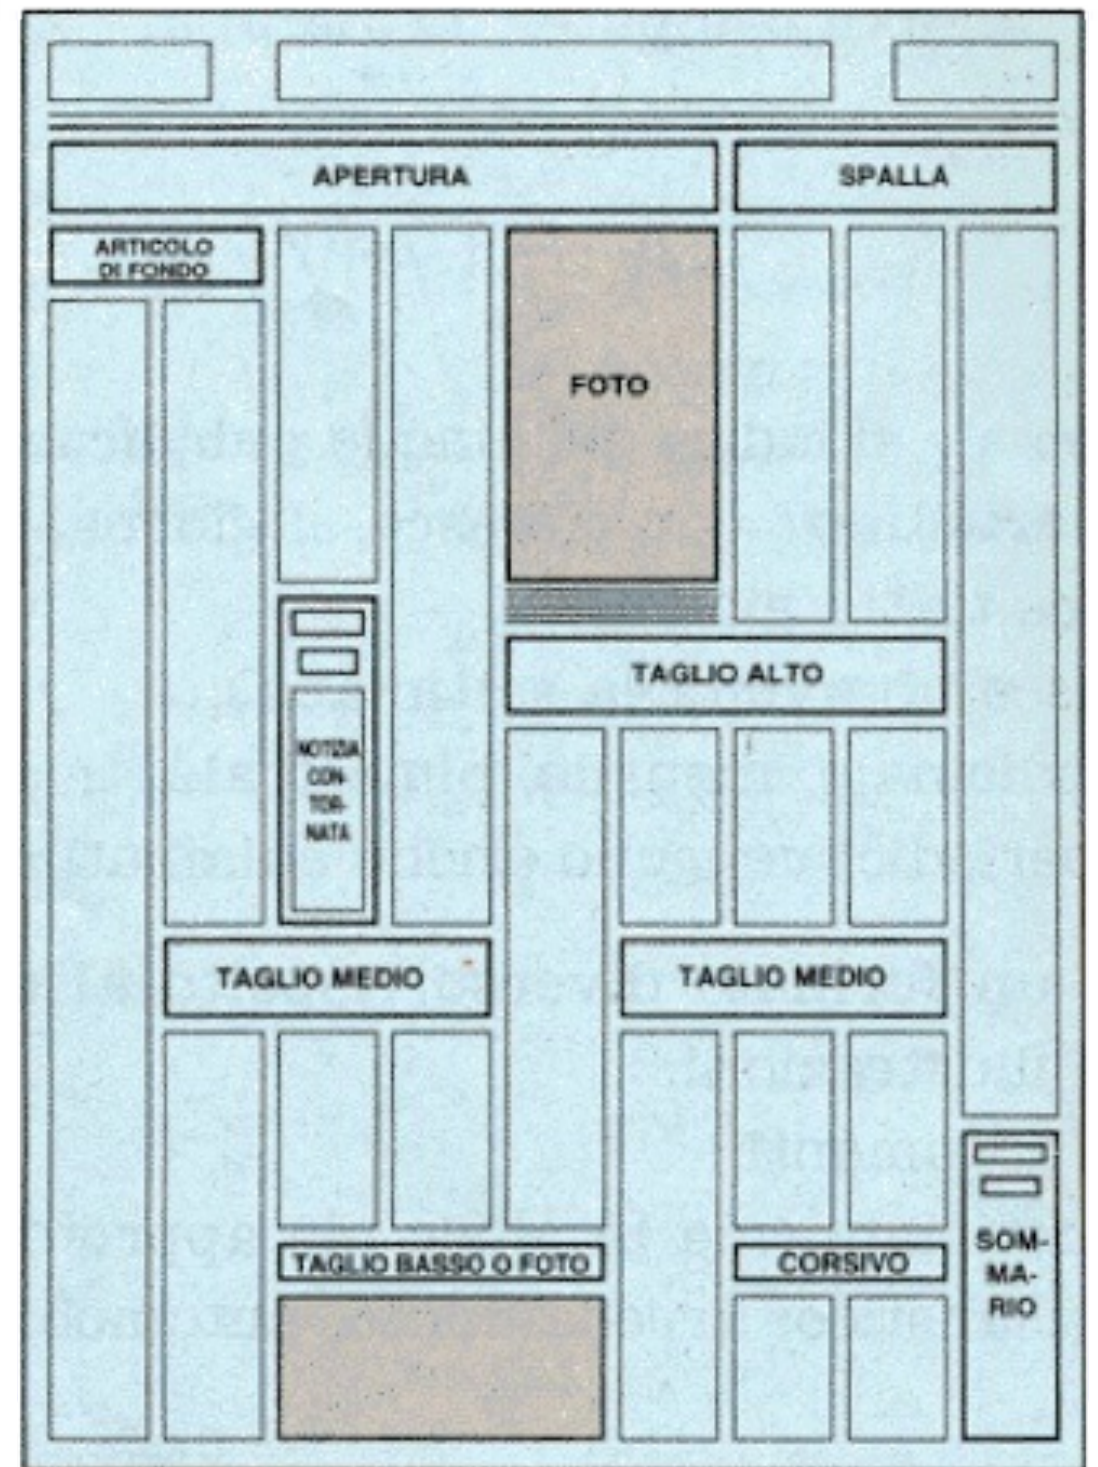 APERTURA
SPALLA
ARTICOLO
DI FONDO
FOTO
TAGLIO ALTO
NOTIZIA
CON-
TOR-
NATA
TAGLIO MEDIO
TAGLIO MEDIO
TAGLIO BASSO O FOTO
CORSIVO
SOM-
MA-
RIO